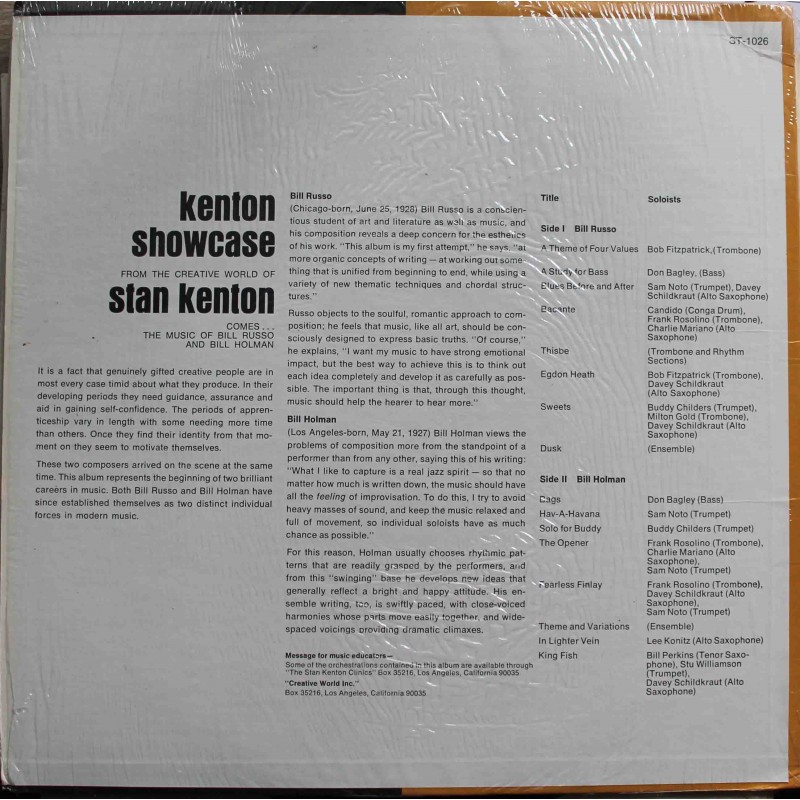 ST-1026
kenton
showcase
FROM THE CREATIVE WORLD OF
stan kenton
COMES...
THE MUSIC OF BILL RUSSO
AND BILL HOLMAN
It is a fact that genuinely gifted creative people are in
most every case timid about what they produce. In their
developing periods they need guidance, assurance and
aid in gaining self-confidence. The periods of appren-
ticeship vary in length with some needing more time
than others. Once they find their identity from that mo-
ment on they seem to motivate themselves.
These two composers arrived on the scene at the same
time. This album represents the beginning of two brilliant
careers in music. Both Bill Russo and Bill Holman have
since established themselves as two distinct individual
forces in modern music.
Bill Russo
(Chicago-born, June 25, 1928) Bill Russo is a conscien-
tious student of art and literature as well as music, and
his composition reveals a deep concern for the esthetics
of his work. "This album is my first attempt," he says, "at
more organic concepts of writing — at working out some-
thing that is unified from beginning to end, while using a
variety of new thematic techniques and chordal struc-
tures."
Russo objects to the soulful, romantic approach to com-
position; he feels that music, like all art, should be con-
sciously designed to express basic truths. "Of course,"
he explains, "I want my music to have strong emotional
impact, but the best way to achieve this is to think out
each idea completely and develop it as carefully as pos-
sible. The important thing is that, through this thought,
music should help the hearer to hear more."
Bill Holman
(Los Angeles-born, May 21, 1927) Bill Holman views the
problems of composition more from the standpoint of a
performer than from any other, saying this of his writing:
"What I like to capture is a real jazz spirit — so that no
matter how much is written down, the music should have
all the feeling of improvisation. To do this, I try to avoid
heavy masses of sound, and keep the music relaxed and
full of movement, so individual soloists have as much
chance as possible."
For this reason, Holman usually chooses rhythmic pat-
terns that are readily grasped by the performers, and
from this "swinging" base he develops new ideas that
generally reflect a bright and happy attitude. His en-
semble writing, too, is swiftly paced, with close-voiced
harmonies whose parts move easily together, and wide-
spaced voicings providing dramatic climaxes.
Message for music educators—
Some of the orchestrations contained in this album are available through
"The Stan Kenton Clinics" Box 35216, Los Angeles, California 90035
"Creative World Inc."
Box 35216, Los Angeles, California 90035
Title Soloists
Side I Bill Russo
A Theme of Four Values Bob Fitzpatrick,(Trombone)
A Study for Bass Don Bagley, (Bass)
Blues Before and After Sam Noto (Trumpet), Davey
Schildkraut (Alto Saxophone)
Bacante Candido (Conga Drum),
Frank Rosolino (Trombone),
Charlie Mariano (Alto
Saxophone)
Thisbe (Trombone and Rhythm
Sections)
Egdon Heath Bob Fitzpatrick (Trombone),
Davey Schildkraut
(Alto Saxophone)
Sweets Buddy Childers (Trumpet),
Milton Gold (Trombone),
Davey Schildkraut (Alto
Saxophone)
Dusk (Ensemble)
Side II Bill Holman
Bags Don Bagley (Bass)
Hav-A-Havana Sam Noto (Trumpet)
Solo for Buddy Buddy Childers (Trumpet)
The Opener Frank Rosolino (Trombone),
Charlie Mariano (Alto
Saxophone),
Sam Noto (Trumpet)
Fearless Finlay Frank Rosolino (Trombone),
Davey Schildkraut (Alto
Saxophone),
Sam Noto (Trumpet)
Theme and Variations (Ensemble)
In Lighter Vein Lee Konitz (Alto Saxophone)
King Fish Bill Perkins (Tenor Saxo-
phone), Stu Williamson
(Trumpet),
Davey Schildkraut (Alto
Saxophone)